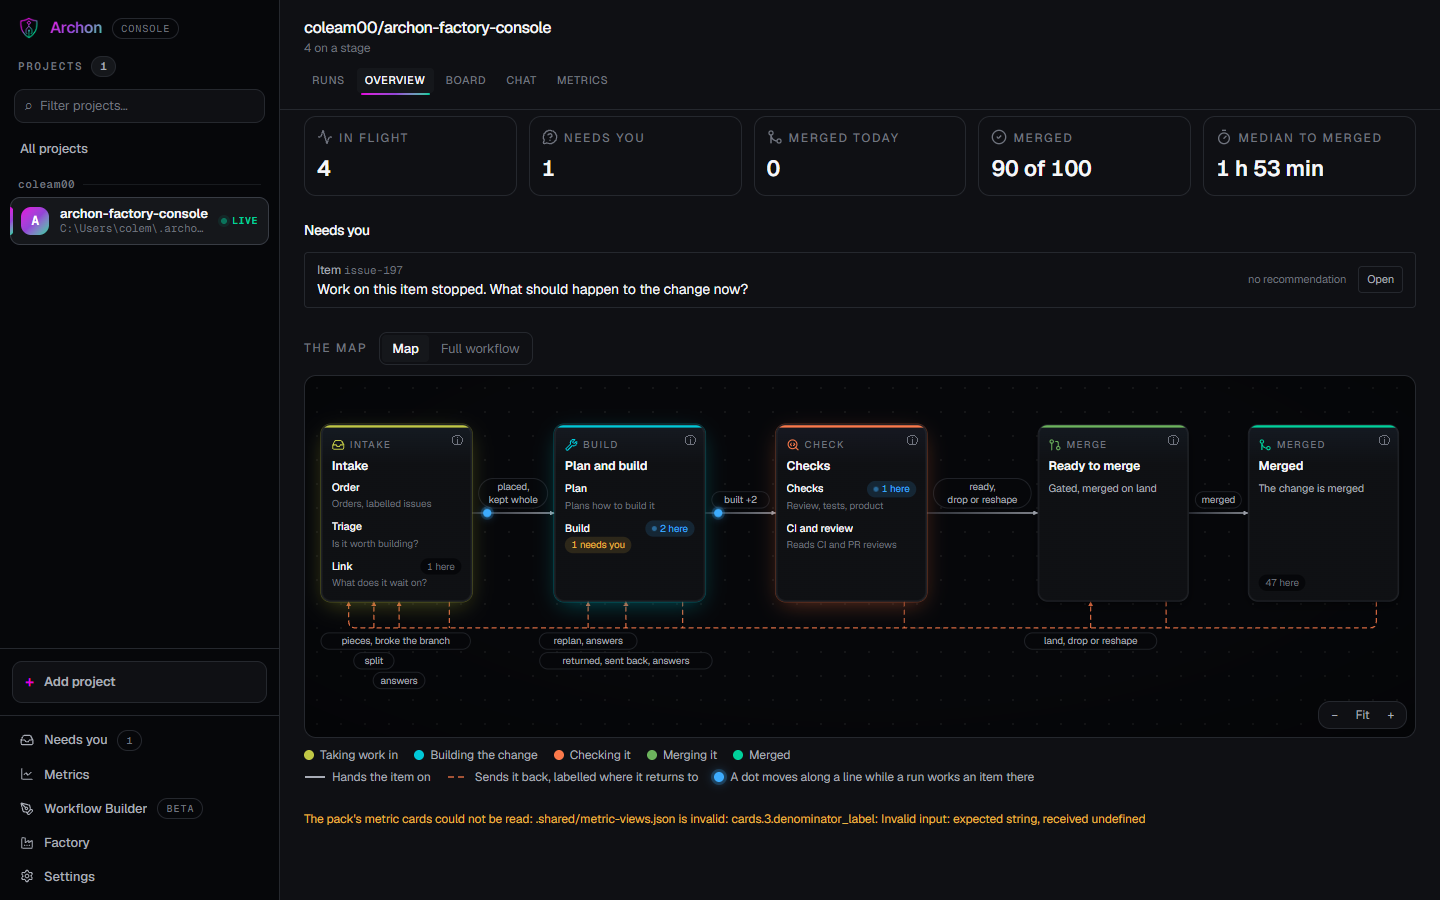 Archon CONSOLE
PROJECTS 1
Filter projects...
All projects
coleam00
A archon-factory-console LIVE
C:\Users\colem\.archo…
Add project
Needs you 1
Metrics
Workflow Builder BETA
Factory
Settings
coleam00/archon-factory-console
4 on a stage
RUNS OVERVIEW BOARD CHAT METRICS
IN FLIGHT
4
NEEDS YOU
1
MERGED TODAY
0
MERGED
90 of 100
MEDIAN TO MERGED
1 h 53 min
Needs you
Item issue-197
Work on this item stopped. What should happen to the change now?
no recommendation Open
THE MAP Map Full workflow
INTAKE
Intake
Order
Orders, labelled issues
Triage
Is it worth building?
Link 1 here
What does it wait on?
placed,
kept whole
BUILD
Plan and build
Plan
Plans how to build it
Build 2 here
1 needs you
built +2
CHECK
Checks
Checks 1 here
Review, tests, product
CI and review
Reads CI and PR reviews
ready,
drop or reshape
MERGE
Ready to merge
Gated, merged on land
merged
MERGED
Merged
The change is merged
47 here
pieces, broke the branch
split
answers
replan, answers
returned, sent back, answers
land, drop or reshape
− Fit +
Taking work in Building the change Checking it Merging it Merged
Hands the item on Sends it back, labelled where it returns to A dot moves along a line while a run works an item there
The pack's metric cards could not be read: .shared/metric-views.json is invalid: cards.3.denominator_label: Invalid input: expected string, received undefined